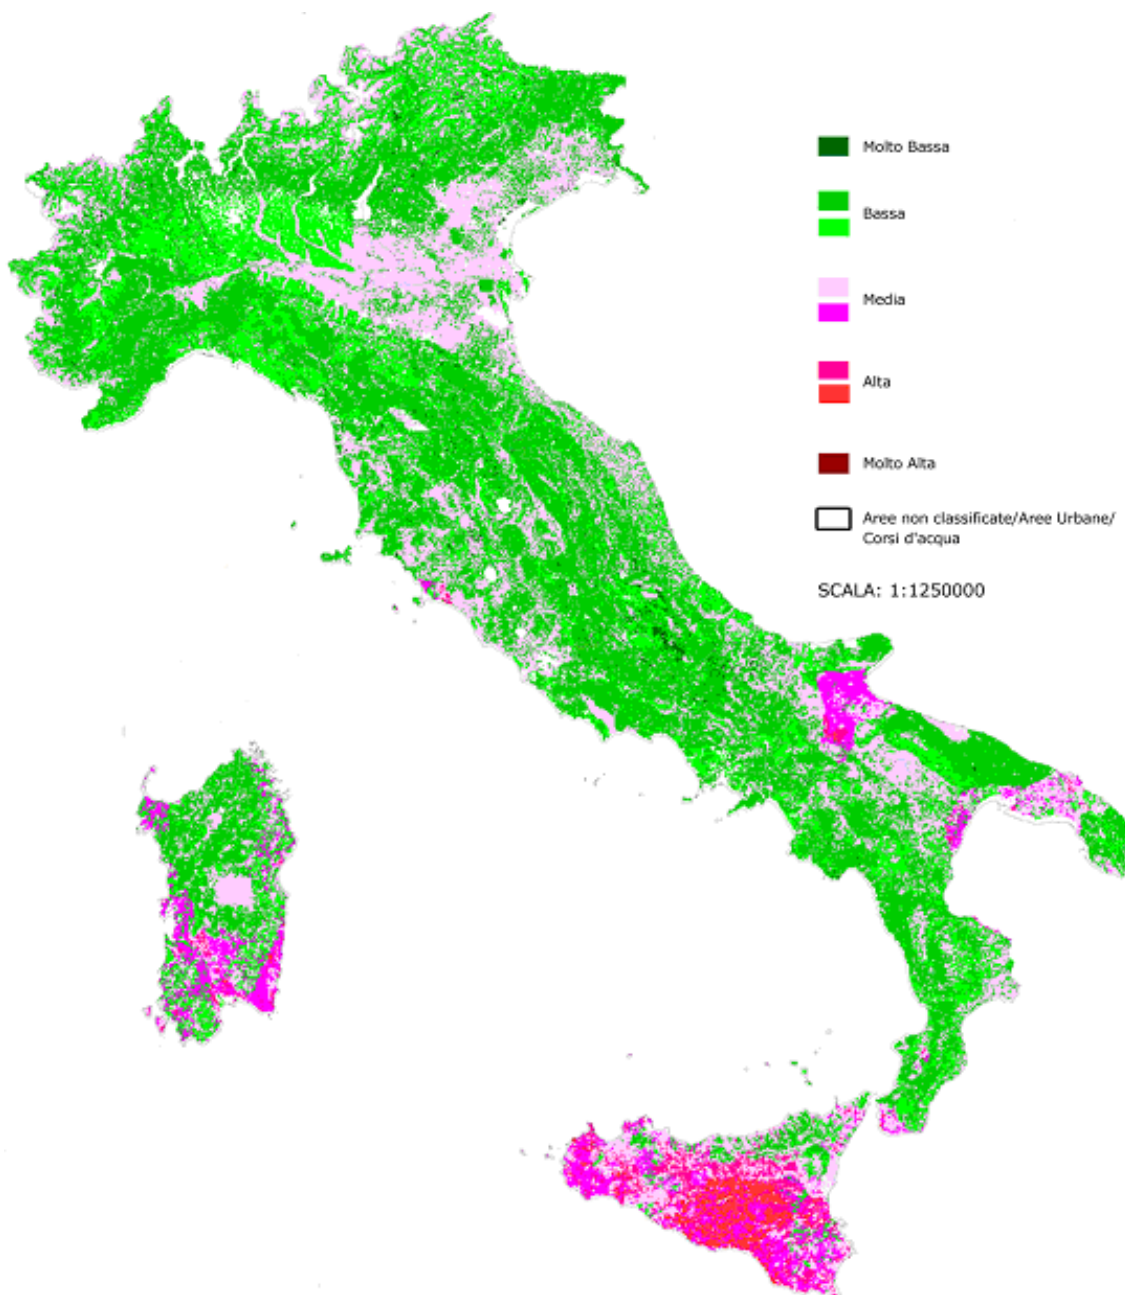 Molto Bassa
Bassa
Media
Alta
Molto Alta
Aree non classificate/Aree Urbane/
Corsi d'acqua
SCALA: 1:1250000